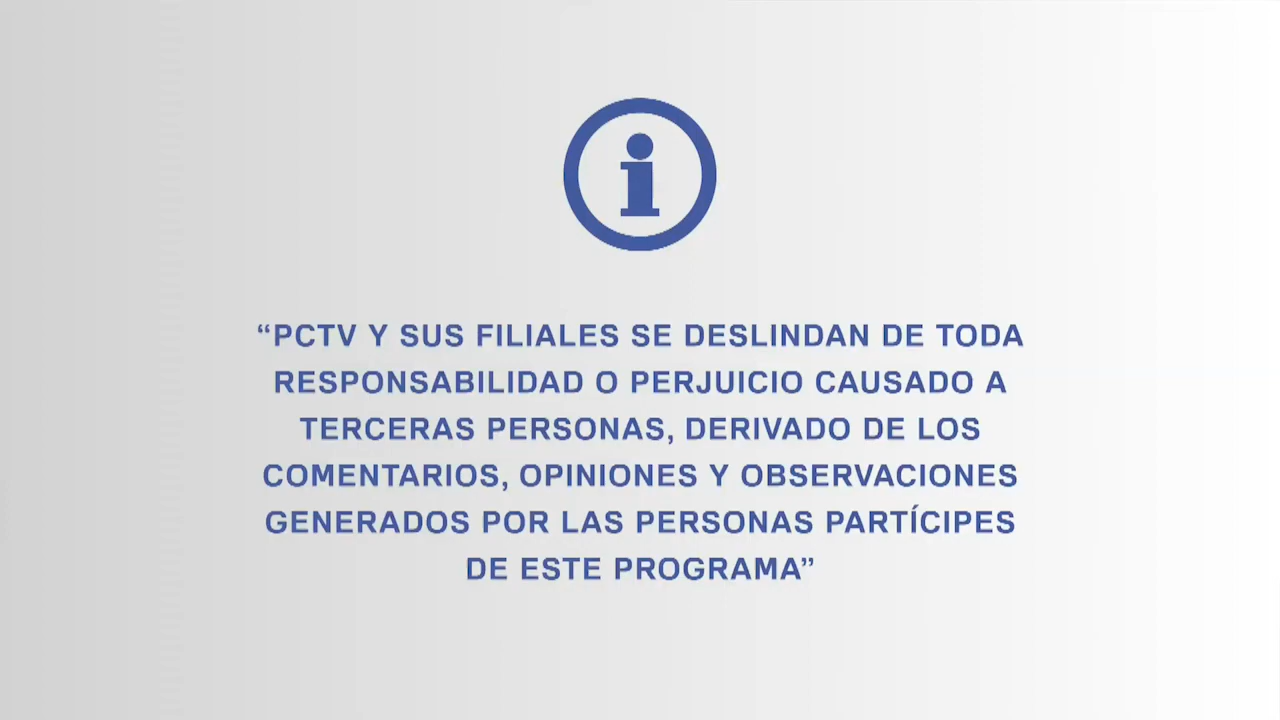 “PCTV Y SUS FILIALES SE DESLINDAN DE TODA
RESPONSABILIDAD O PERJUICIO CAUSADO A
TERCERAS PERSONAS, DERIVADO DE LOS
COMENTARIOS, OPINIONES Y OBSERVACIONES
GENERADOS POR LAS PERSONAS PARTÍCIPES
DE ESTE PROGRAMA”